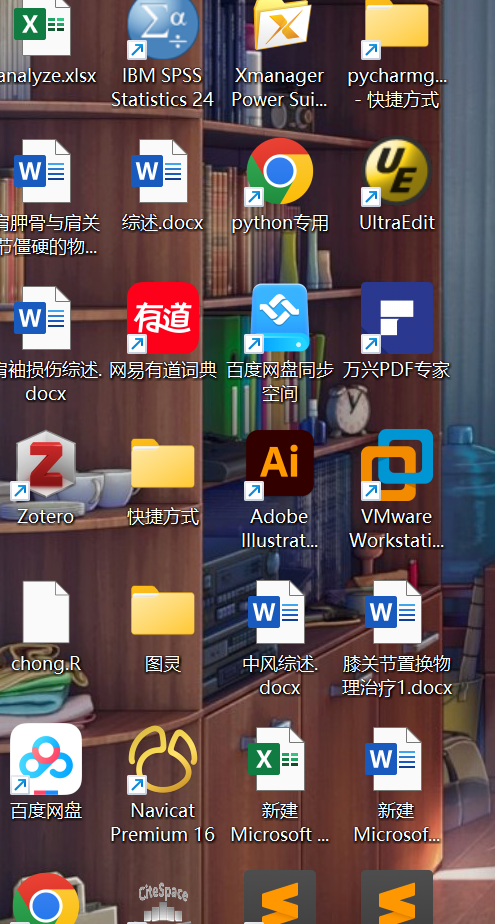 analyze.xlsx
IBM SPSS
Statistics 24
Xmanager
Power Sui...
pycharmg...
- 快捷方式
肩胛骨与肩关
节僵硬的物...
综述.docx
python专用
UE
UltraEdit
肩袖损伤综述.
docx
有道
网易有道词典
百度网盘同步
空间
万兴PDF专家
Zotero
快捷方式
Ai
Adobe
Illustrat...
VMware
Workstati...
chong.R
图灵
中风综述.
docx
膝关节置换物
理治疗1.docx
百度网盘
Navicat
Premium 16
新建
Microsoft ...
新建
Microsof...
CiteSpace